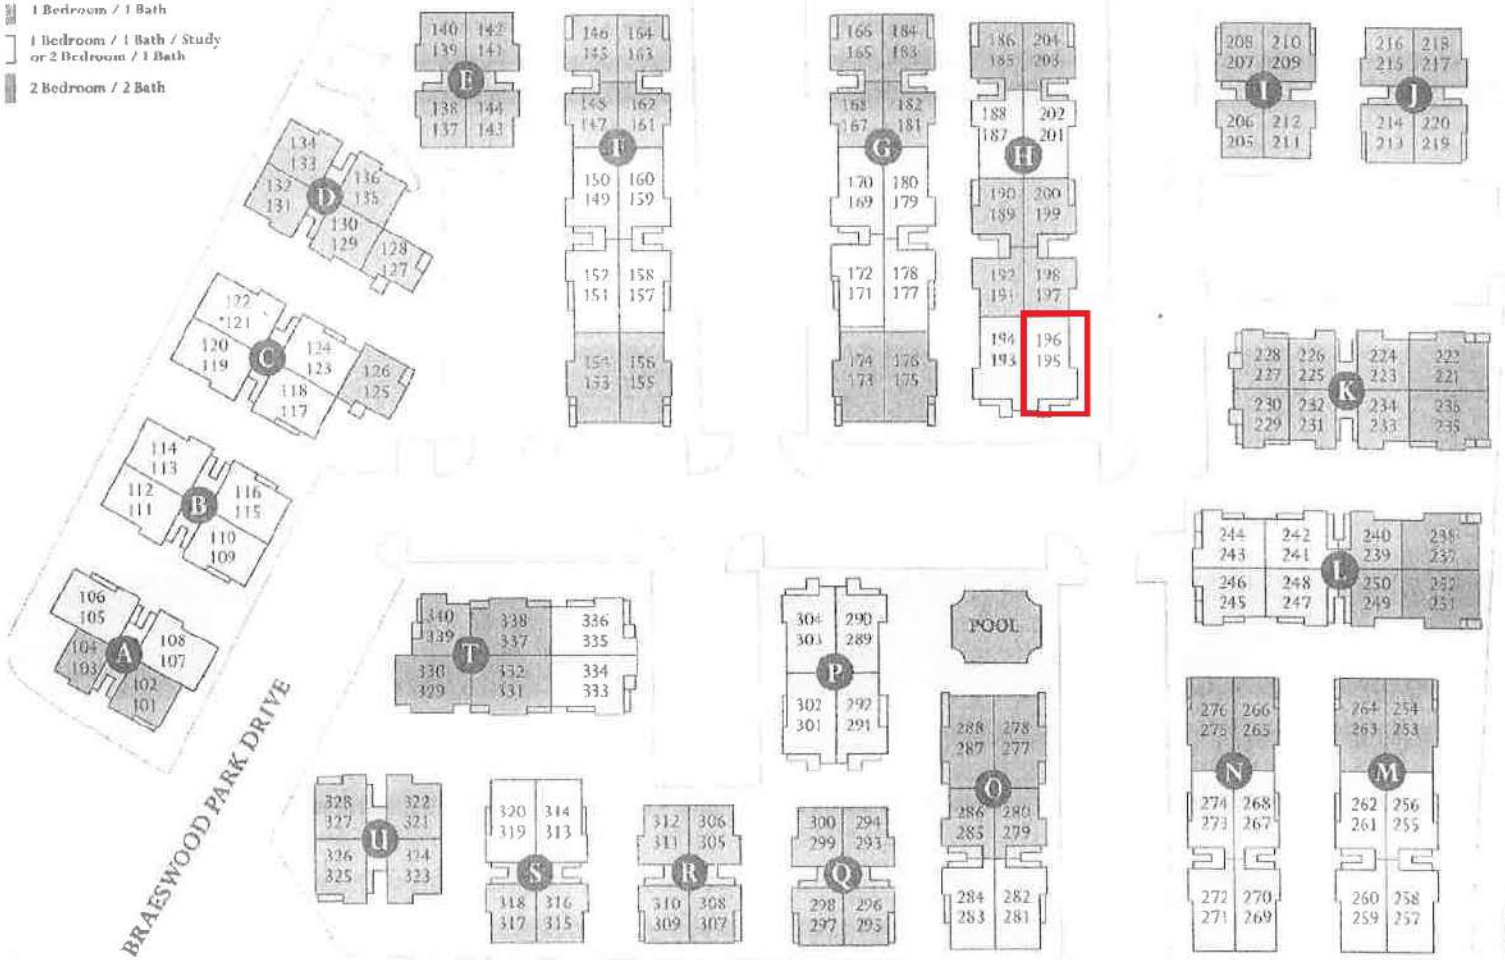 1 Bedroom / 1 Bath
1 Bedroom / 1 Bath / Study
or 2 Bedroom / 1 Bath
2 Bedroom / 2 Bath
140 142
139 141
E
138 144
137 143
146 164
145 163
148 162
147 161
F
150 160
149 159
152 158
151 157
154 156
153 155
166 184
165 183
168 182
167 181
G
170 180
169 179
172 178
171 177
174 176
173 175
186 204
185 203
188 202
187 201
H
190 200
189 199
192 198
191 197
194 196
193 195
208 210
207 209
I
206 212
205 211
216 218
215 217
J
214 220
213 219
134
133
136
135
132
131
D
130
129
128
127
122
121
120
119
C
124
123
126
125
118
117
114
113
112
111
B
116
115
110
109
106
105
108
107
104
103
A
102
101
BRAESWOOD PARK DRIVE
228 226 224 222
227 225 223 221
K
230 232 234 236
229 231 233 235
244 242 240 238
243 241 239 237
L
246 248 250 252
245 247 249 251
340 338 336
339 337 335
T
330 332 334
329 331 333
304 290
303 289
P
302 292
301 291
POOL
288 278
287 277
O
286 280
285 279
284 282
283 281
276 266
275 265
N
274 268
273 267
272 270
271 269
264 254
263 253
M
262 256
261 255
260 258
259 257
328 322
327 321
U
326 324
325 323
320 314
319 313
S
318 316
317 315
312 306
311 305
R
310 308
309 307
300 294
299 293
Q
298 296
297 295